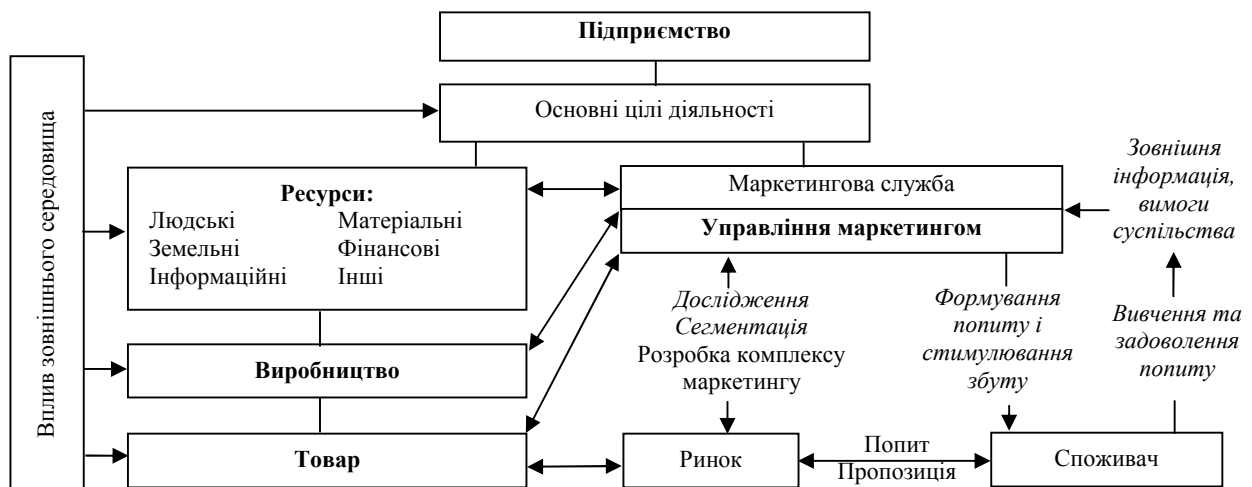 Підприємство
Основні цілі діяльності
Вплив зовнішнього середовища
Ресурси:
Людські Матеріальні
Земельні Фінансові
Інформаційні Інші
Маркетингова служба
Управління маркетингом
Зовнішня
інформація,
вимоги
суспільства
Дослідження
Сегментація
Розробка комплексу
маркетингу
Формування
попиту і
стимулювання
збуту
Вивчення та
задоволення
попиту
Виробництво
Товар
Ринок
Попит
Пропозиція
Споживач